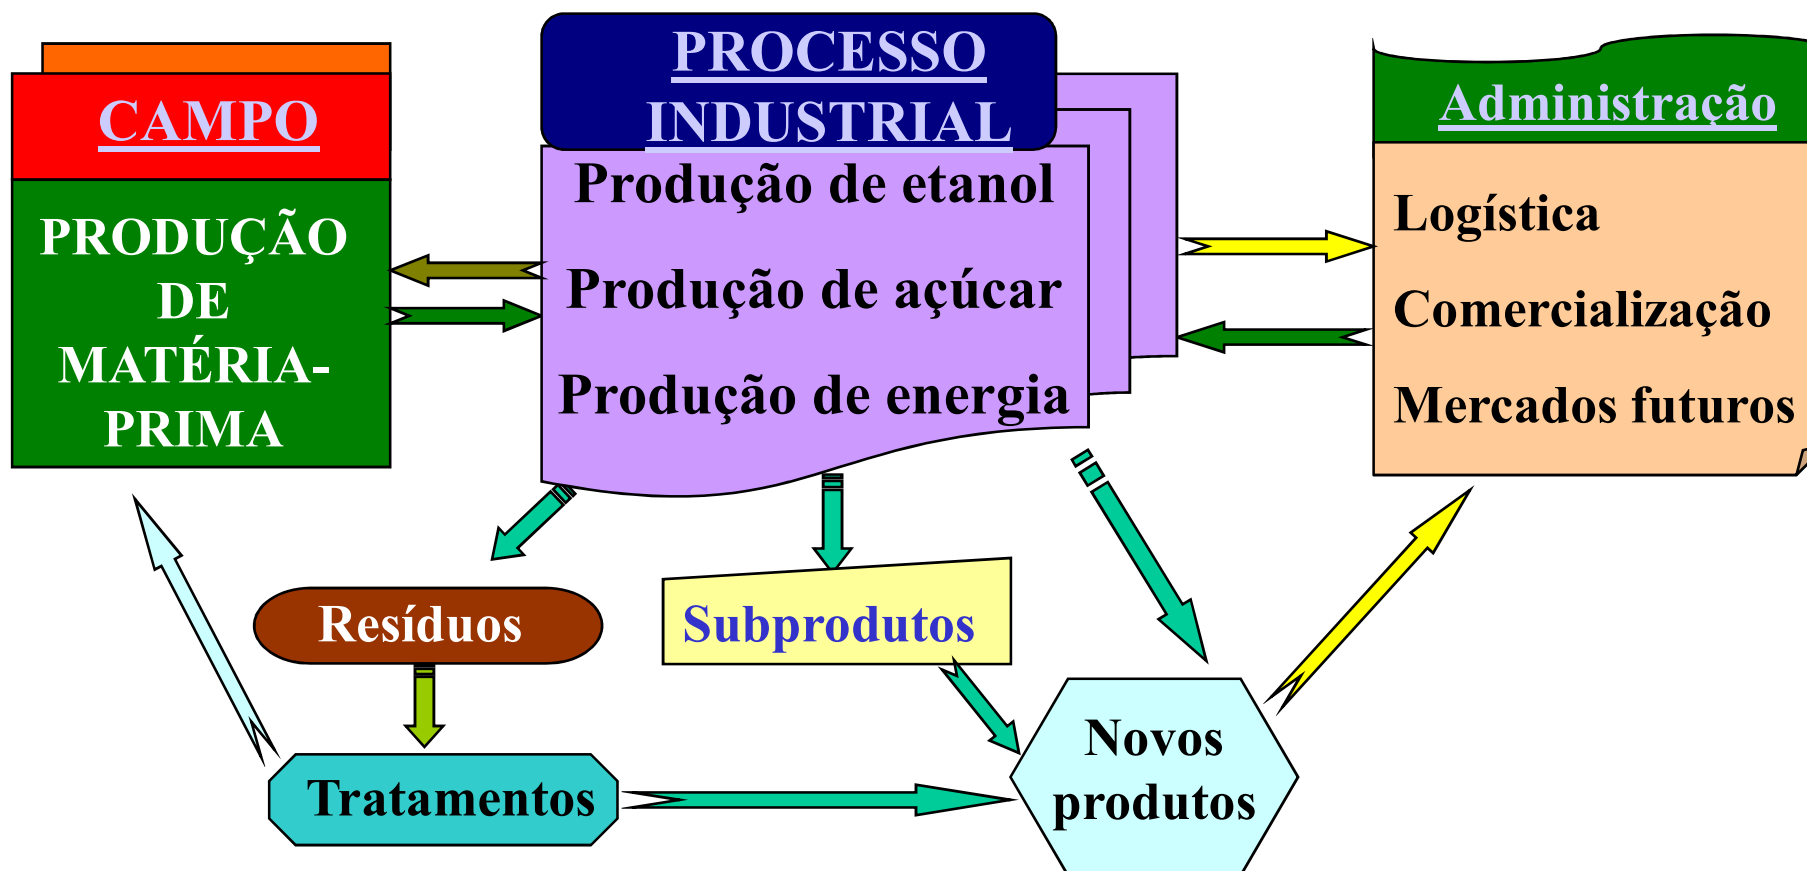 CAMPO
PRODUÇÃO
DE
MATÉRIA-
PRIMA
PROCESSO
INDUSTRIAL
Produção de etanol
Produção de açúcar
Produção de energia
Administração
Logística
Comercialização
Mercados futuros
Resíduos
Subprodutos
Tratamentos
Novos
produtos